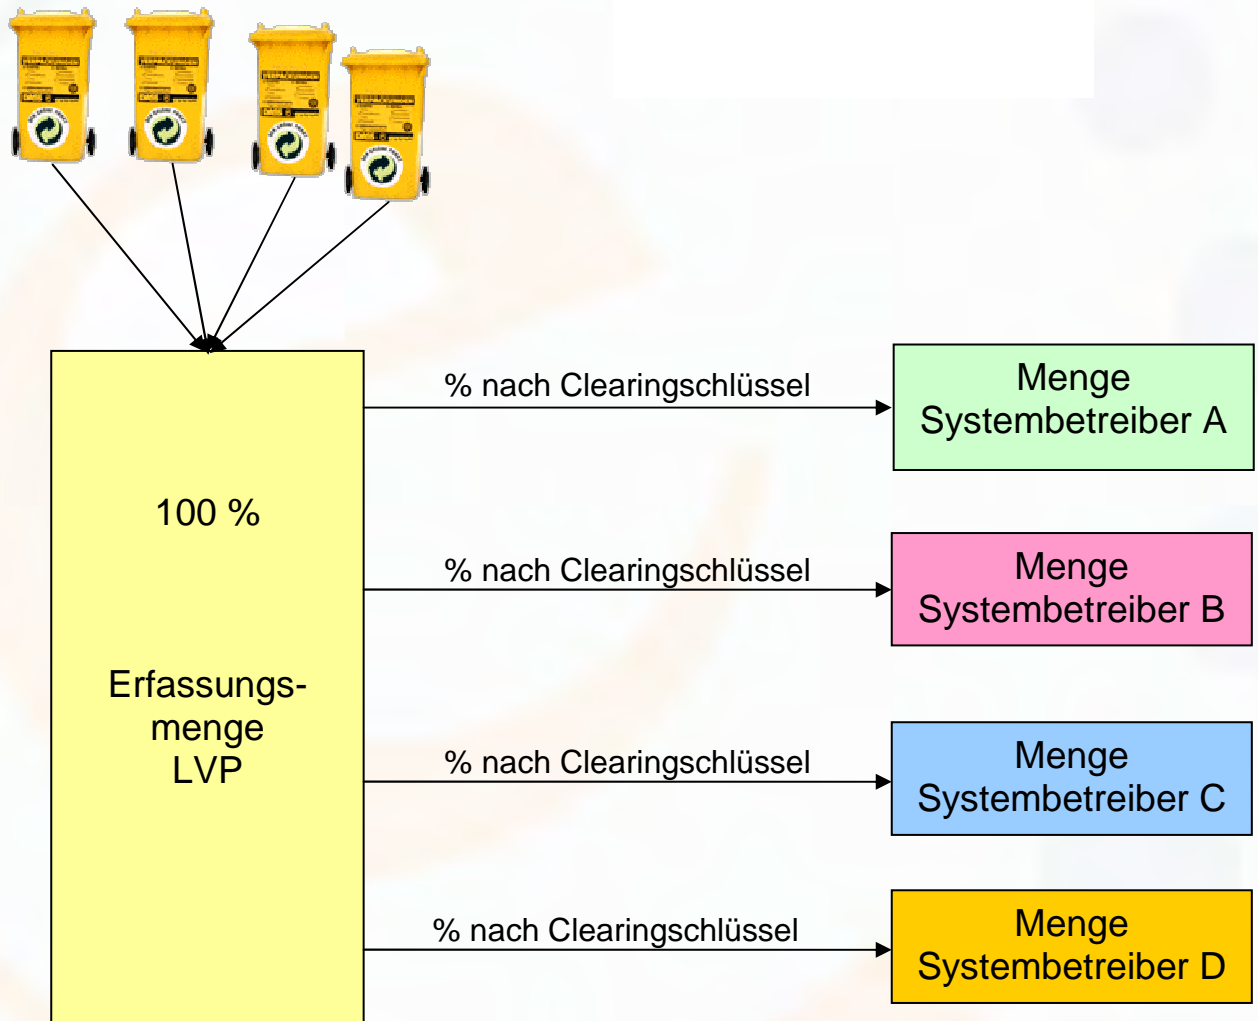 % nach Clearingschlüssel
Menge
Systembetreiber A
100 %
% nach Clearingschlüssel
Menge
Systembetreiber B
Erfassungs-
menge
LVP
% nach Clearingschlüssel
Menge
Systembetreiber C
% nach Clearingschlüssel
Menge
Systembetreiber D